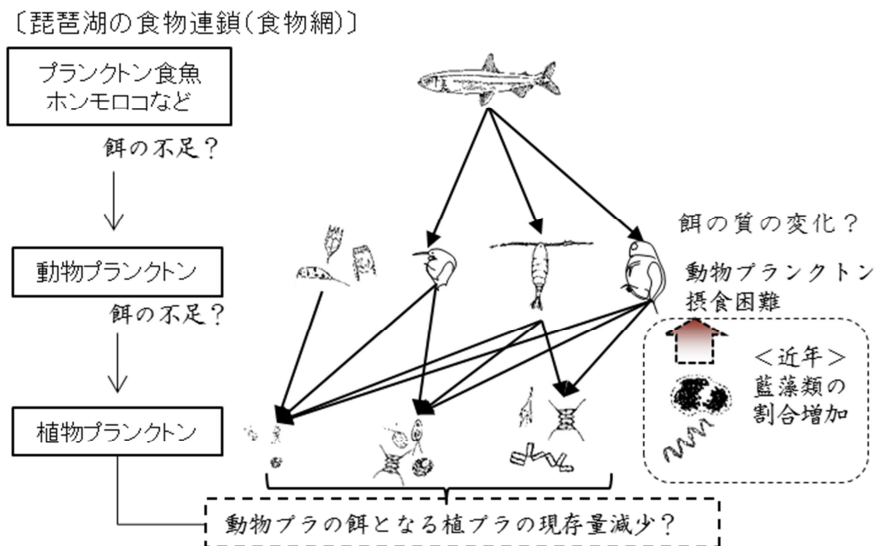 〔琵琶湖の食物連鎖(食物網)〕
プランクトン食魚
ホンモロコなど
餌の不足？
餌の質の変化？
動物プランクトン
動物プランクトン
摂食困難
餌の不足？
＜近年＞
藍藻類の
割合増加
植物プランクトン
動物プラの餌となる植プラの現存量減少？